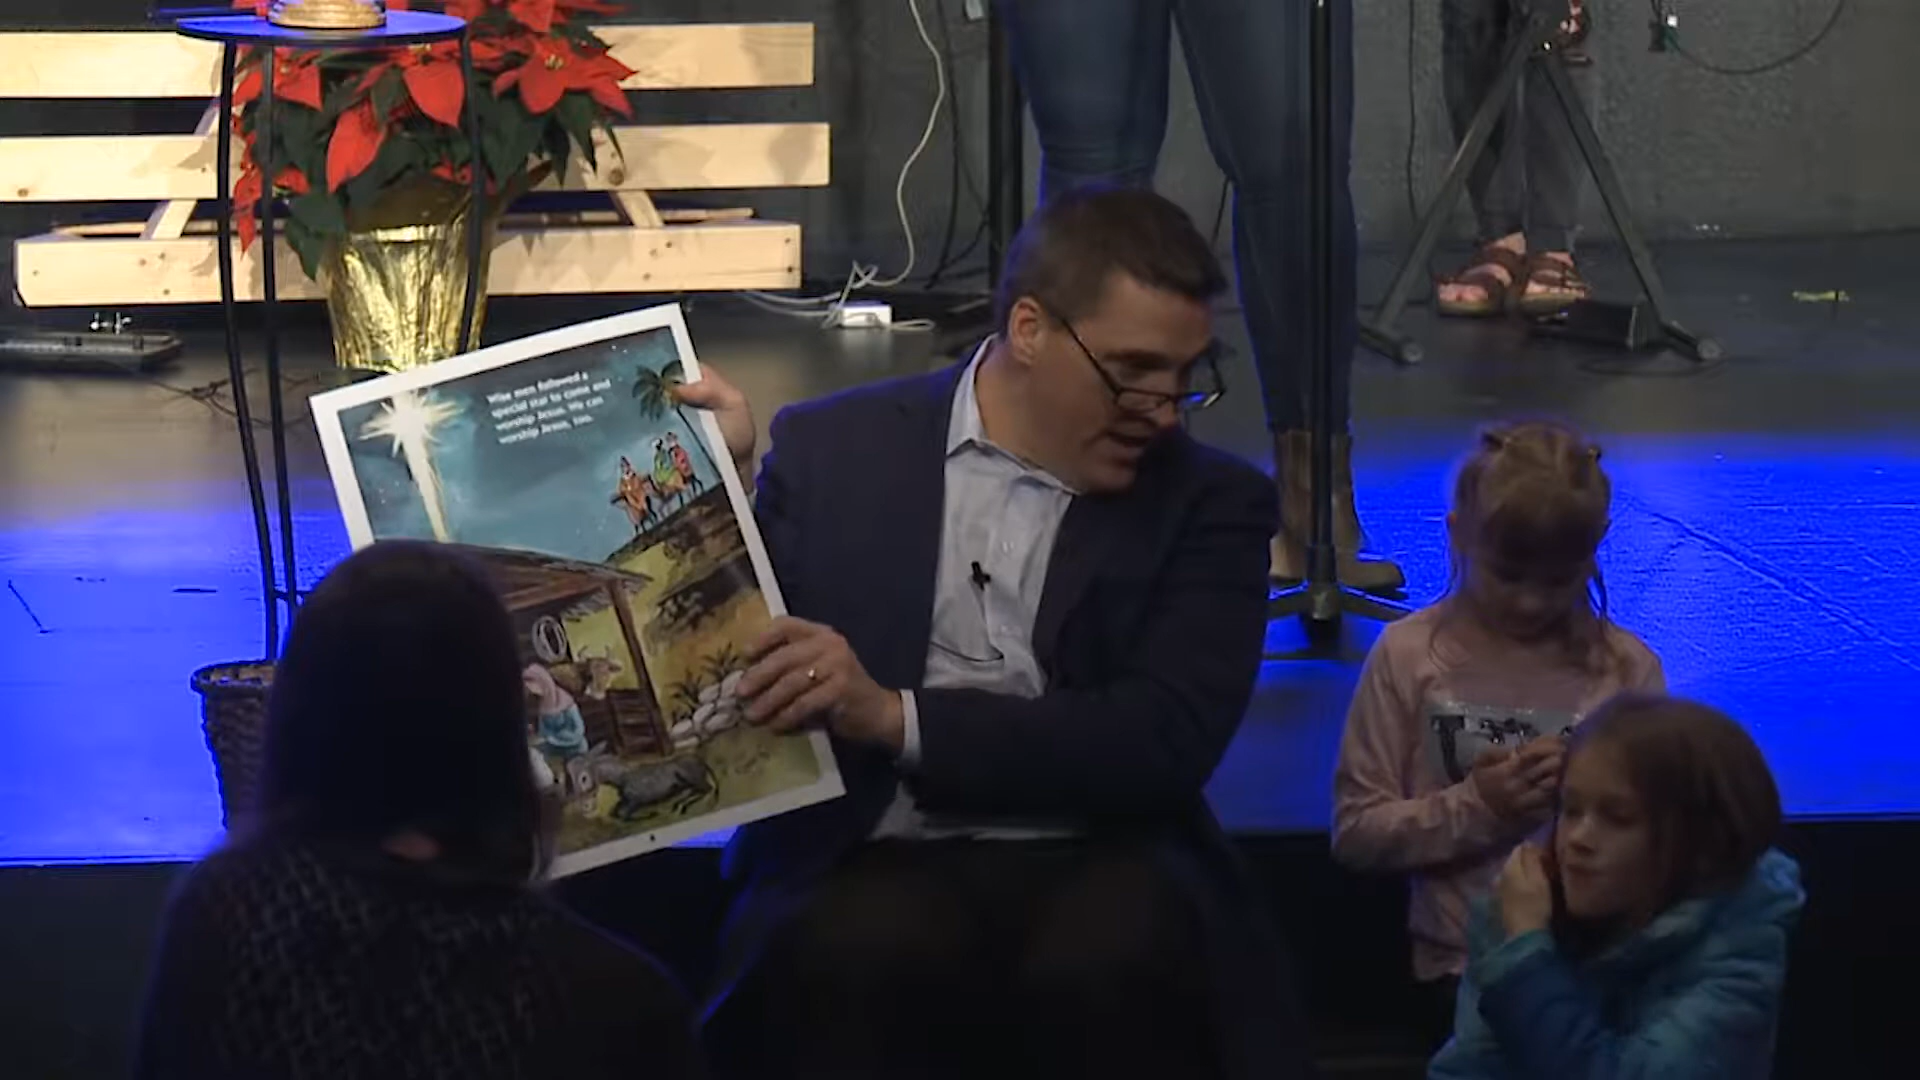 Wise men followed a
special star to come and
worship Jesus. We can
worship Jesus, too.